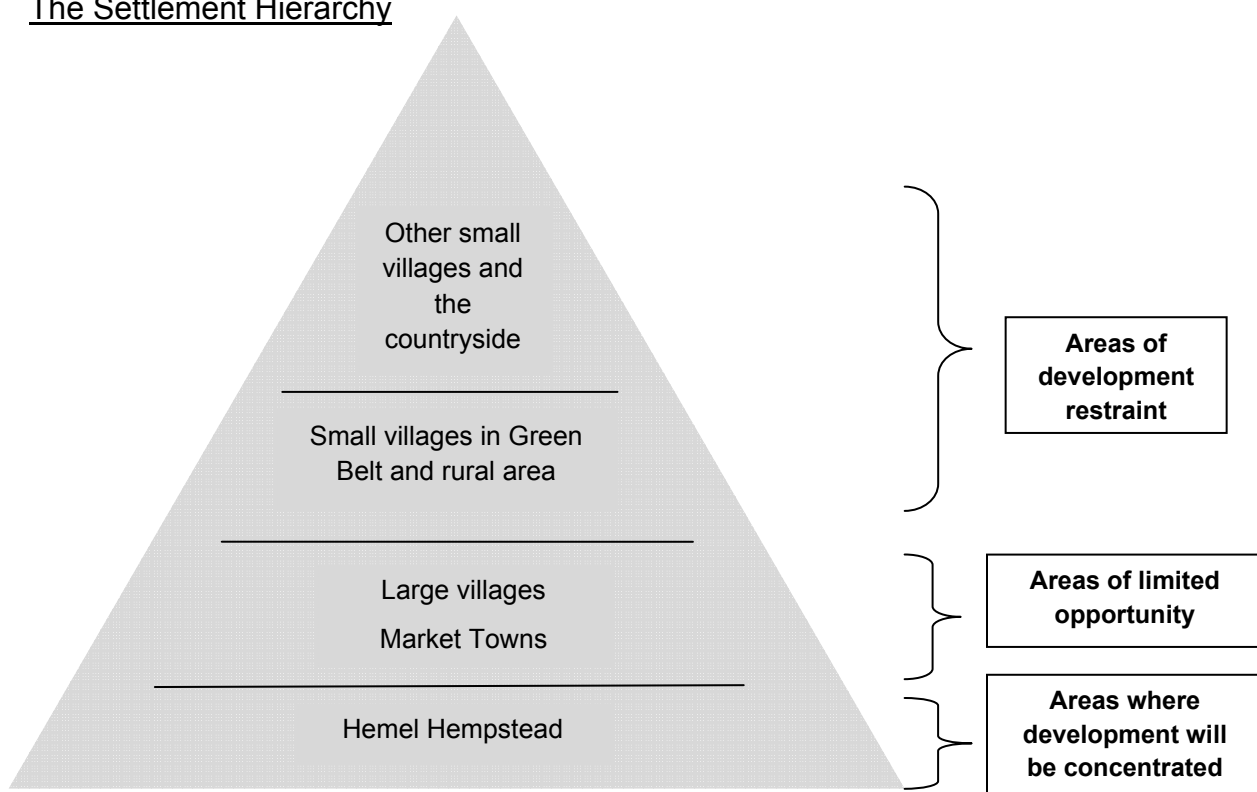 The Settlement Hierarchy
Other small
villages and
the
countryside
Areas of
development
restraint
Small villages in Green
Belt and rural area
Large villages
Market Towns
Areas of limited
opportunity
Hemel Hempstead
Areas where
development will
be concentrated